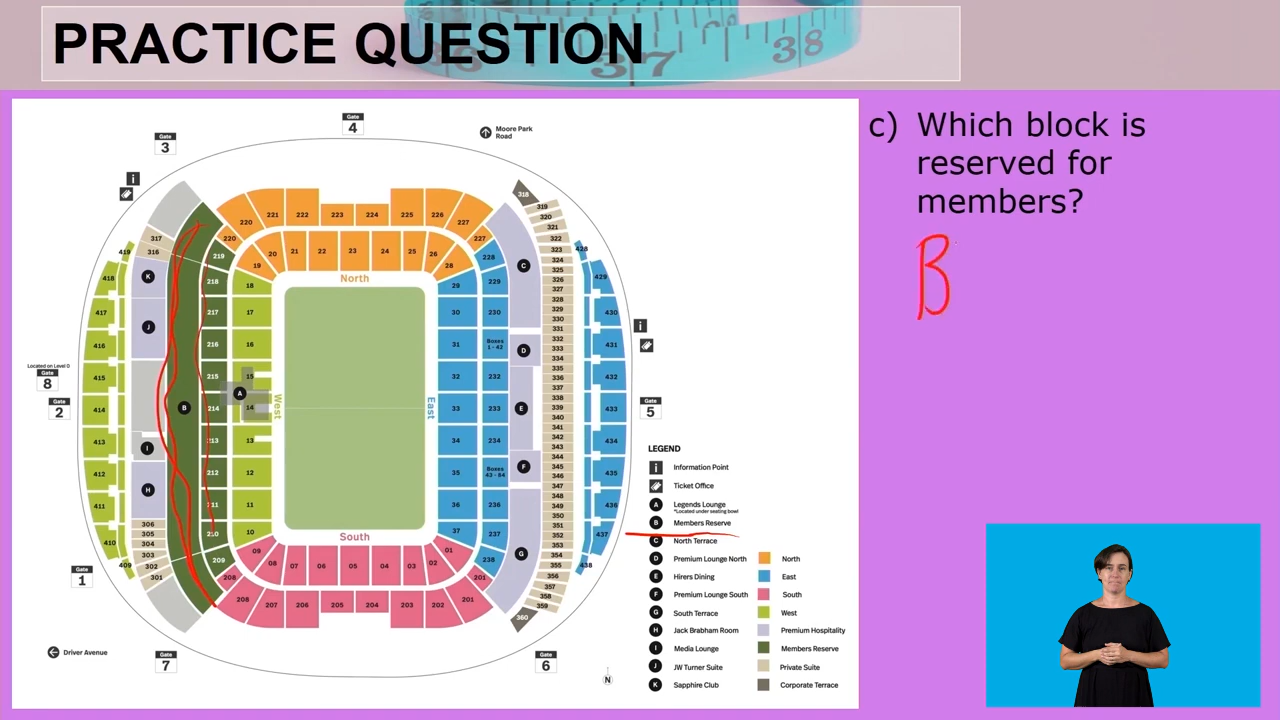 PRACTICE QUESTION
36 37 38
c) Which block is
reserved for
members?
B
Gate
3
Gate
4
Moore Park
Road
Located on Level 0
Gate
8
Gate
2
Gate
5
Gate
1
Driver Avenue
Gate
7
Gate
6
N
North
South
West
East
221 222 223 224 225 226
220 227
220 227
20 21 22 23 24 25 26
19 28
317
316
419
418
417
416
415
414
413
412
411
410
409
K
J
B
I
H
306
305
304
303
302
301
219
218
217
216
215
214
213
212
211
210
209
18
17
16
15
A
14
13
12
11
10
29
30
31
32
33
34
35
36
37
228
229
230
Boxes
1 - 42
232
233
234
Boxes
43 - 84
236
237
238
C
D
E
F
G
318
319
320
321
322
323
324
325
326
327
328
329
330
331
332
333
334
335
336
337
338
339
340
341
342
343
344
345
346
347
348
349
350
351
352
353
354
355
356
357
358
359
360
428
429
430
431
432
433
434
435
436
437
438
09 08 07 06 05 04 03 02 01
208 208 207 206 205 204 203 202 201 201
LEGEND
i Information Point
Ticket Office
A Legends Lounge
*Located under seating bowl
B Members Reserve
C North Terrace
D Premium Lounge North
E Hirers Dining
F Premium Lounge South
G South Terrace
H Jack Brabham Room
I Media Lounge
J JW Turner Suite
K Sapphire Club
North
East
South
West
Premium Hospitality
Members Reserve
Private Suite
Corporate Terrace